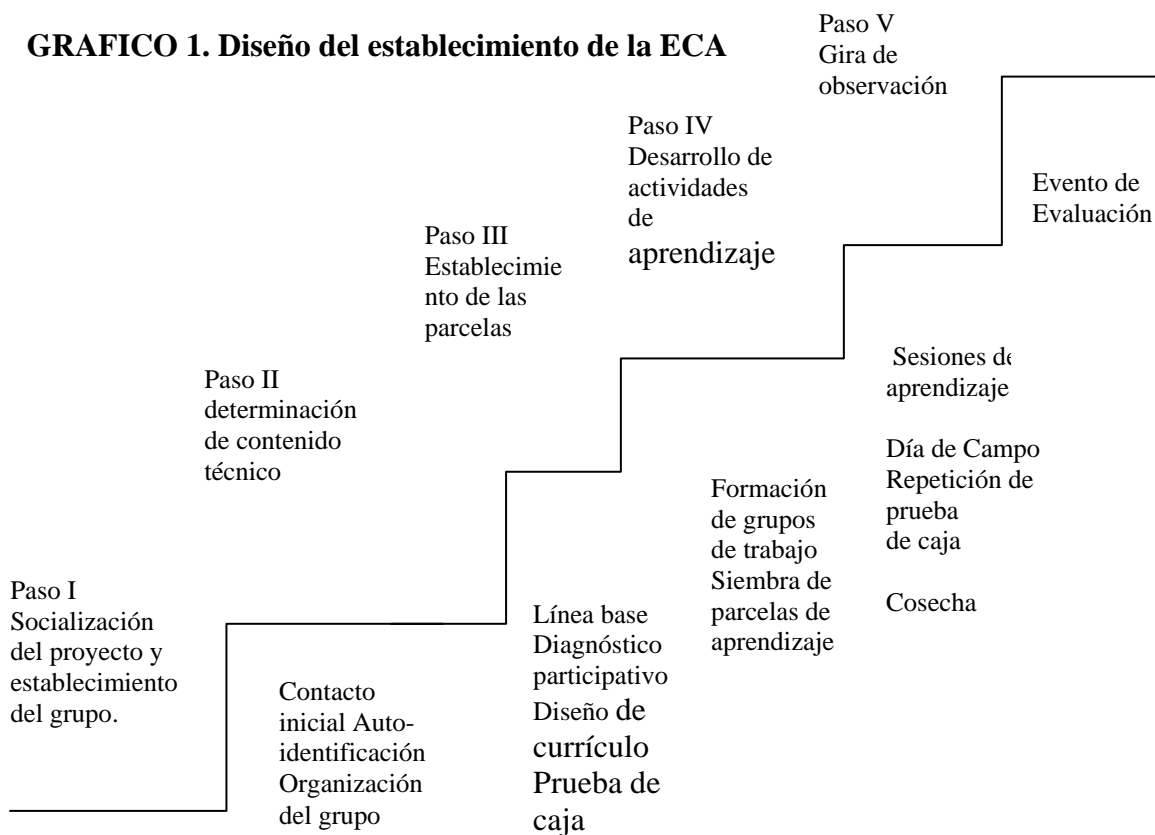 GRAFICO 1. Diseño del establecimiento de la ECA
Paso I
Socialización
del proyecto y
establecimiento
del grupo.
Contacto
inicial Auto-
identificación
Organización
del grupo
Paso II
determinación
de contenido
técnico
Línea base
Diagnóstico
participativo
Diseño de
currículo
Prueba de
caja
Paso III
Establecimie
nto de las
parcelas
Formación
de grupos
de trabajo
Siembra de
parcelas de
aprendizaje
Paso IV
Desarrollo de
actividades
de
aprendizaje
Sesiones de
aprendizaje
Día de Campo
Repetición de
prueba
de caja
Cosecha
Paso V
Gira de
observación
Evento de
Evaluación